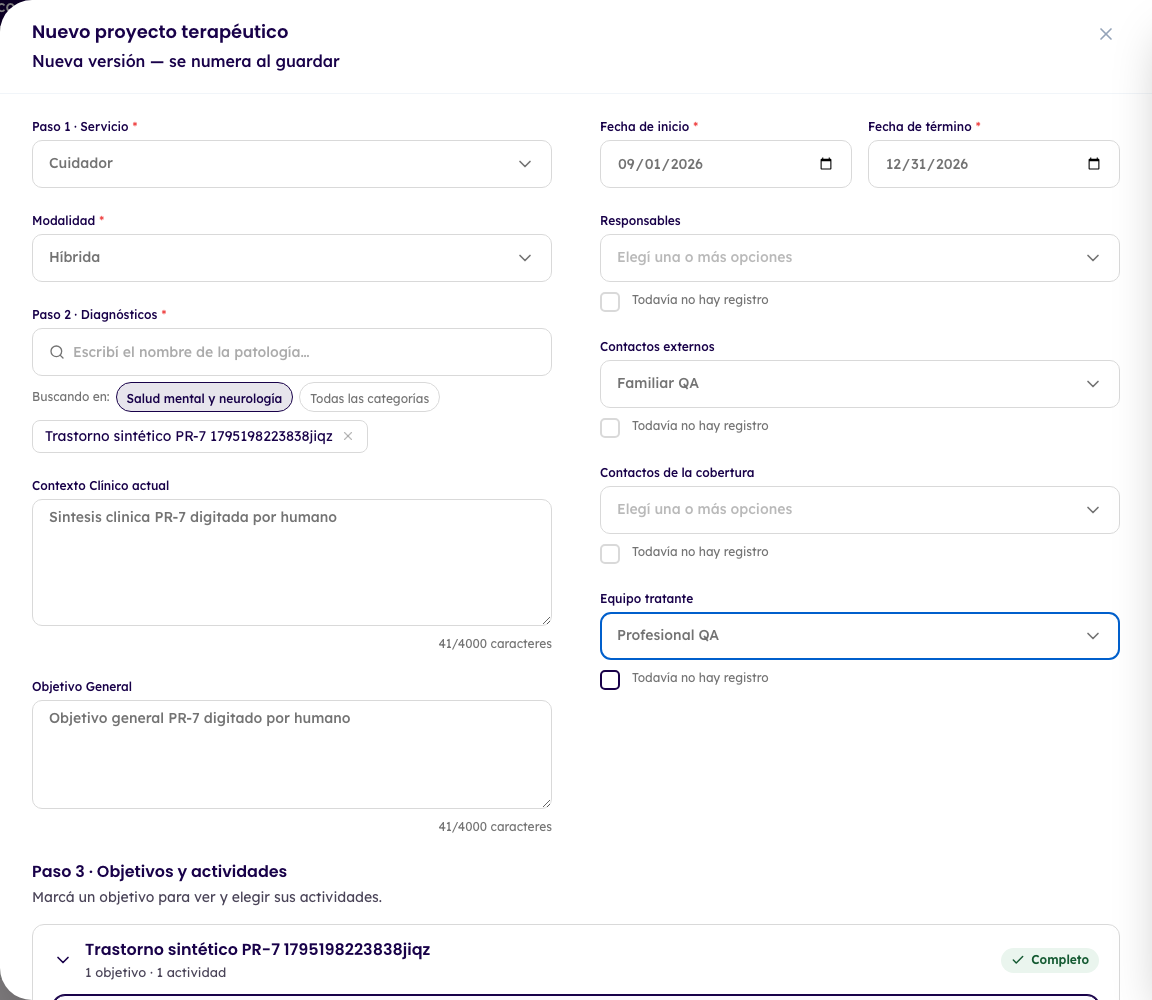 Nuevo proyecto terapéutico
Nueva versión — se numera al guardar
Paso 1 · Servicio *
Cuidador
Modalidad *
Híbrida
Paso 2 · Diagnósticos *
Escribí el nombre de la patología...
Buscando en: Salud mental y neurología Todas las categorías
Trastorno sintético PR-7 1795198223838jiqz
Contexto Clínico actual
Sintesis clinica PR-7 digitada por humano
41/4000 caracteres
Objetivo General
Objetivo general PR-7 digitado por humano
41/4000 caracteres
Fecha de inicio * Fecha de término *
09/01/2026 12/31/2026
Responsables
Elegí una o más opciones
Todavía no hay registro
Contactos externos
Familiar QA
Todavía no hay registro
Contactos de la cobertura
Elegí una o más opciones
Todavía no hay registro
Equipo tratante
Profesional QA
Todavía no hay registro
Paso 3 · Objetivos y actividades
Marcá un objetivo para ver y elegir sus actividades.
Trastorno sintético PR-7 1795198223838jiqz
1 objetivo · 1 actividad
Completo